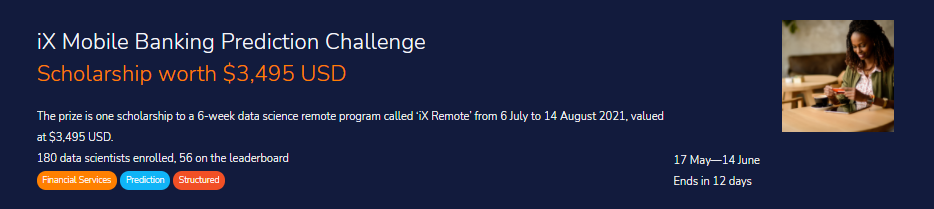 iX Mobile Banking Prediction Challenge
Scholarship worth $3,495 USD
The prize is one scholarship to a 6-week data science remote program called ‘iX Remote’ from 6 July to 14 August 2021, valued
at $3,495 USD.
180 data scientists enrolled, 56 on the leaderboard
Financial Services Prediction Structured
17 May—14 June
Ends in 12 days